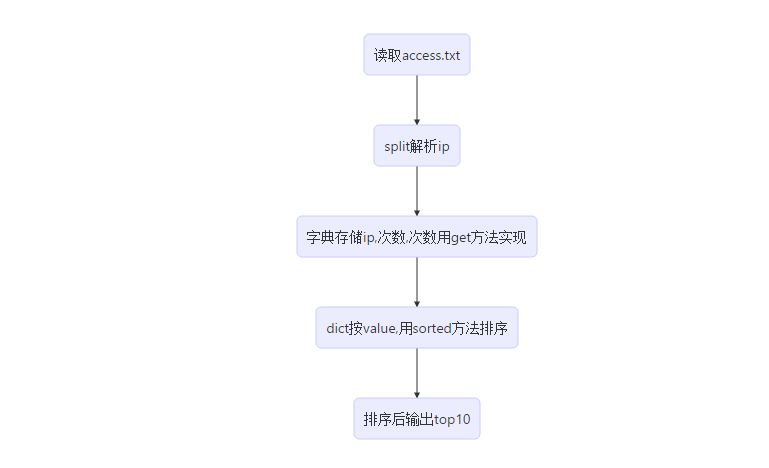 读取access.txt
split解析ip
字典存储ip,次数,次数用get方法实现
dict按value,用sorted方法排序
排序后输出top10